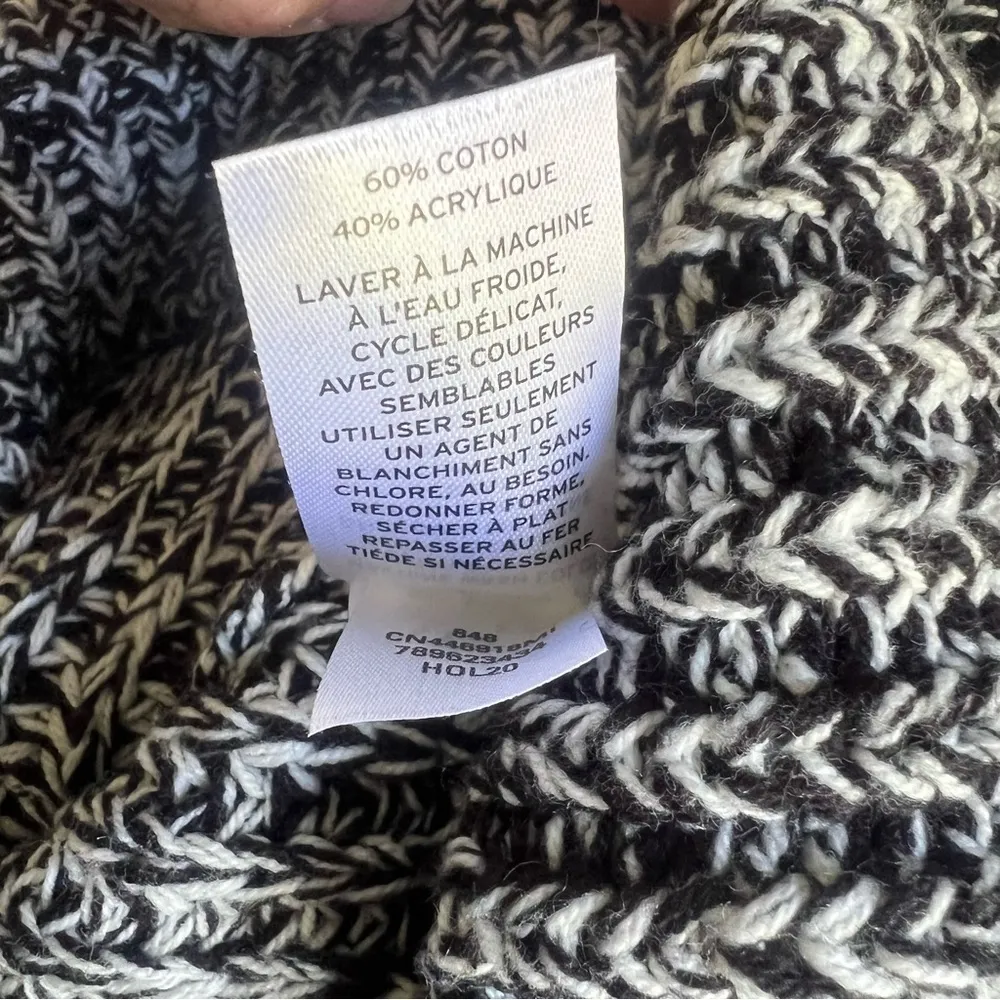 60% COTON
40% ACRYLIQUE
LAVER À LA MACHINE
À L'EAU FROIDE,
CYCLE DÉLICAT,
AVEC DES COULEURS
SEMBLABLES
UTILISER SEULEMENT
UN AGENT DE
BLANCHIMENT SANS
CHLORE, AU BESOIN.
REDONNER FORME,
SÉCHER À PLAT
REPASSER AU FER
TIÉDE SI NÉCESSAIRE
848
HOL20